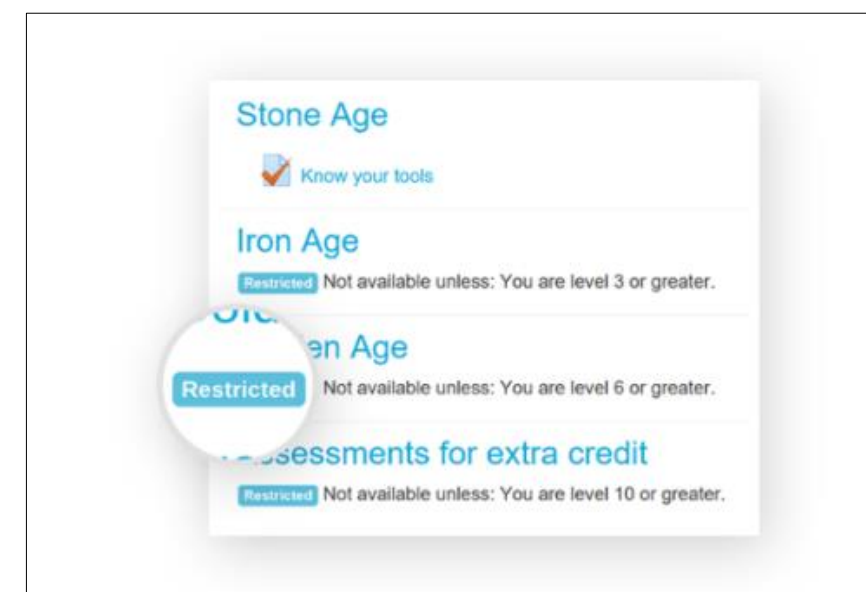 Stone Age
Know your tools
Iron Age
Restricted Not available unless: You are level 3 or greater.
en Age
Restricted Not available unless: You are level 6 or greater.
Assessments for extra credit
Restricted Not available unless: You are level 10 or greater.